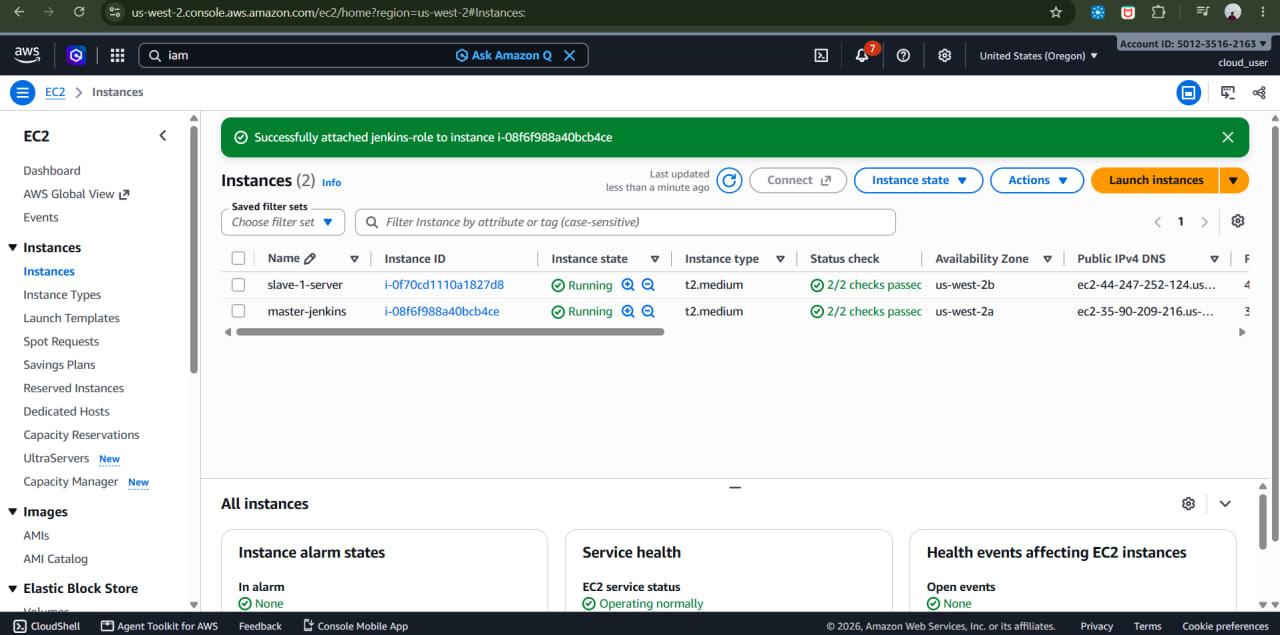 us-west-2.console.aws.amazon.com/ec2/home?region=us-west-2#Instances:
aws
iam
Ask Amazon Q
7
United States (Oregon)
Account ID: 5012-3516-2163
cloud_user
EC2
Instances
EC2
Dashboard
AWS Global View
Events
Instances
Instances
Instance Types
Launch Templates
Spot Requests
Savings Plans
Reserved Instances
Dedicated Hosts
Capacity Reservations
UltraServers New
Capacity Manager New
Images
AMIs
AMI Catalog
Elastic Block Store
Volumes
Successfully attached jenkins-role to instance i-08f6f988a40bcb4ce
Instances (2) Info
Last updated
less than a minute ago
Connect
Instance state
Actions
Launch instances
Saved filter sets
Choose filter set
Filter Instance by attribute or tag (case-sensitive)
1
Name Instance ID Instance state Instance type Status check Availability Zone Public IPv4 DNS
slave-1-server i-0f70cd1110a1827d8 Running t2.medium 2/2 checks passed us-west-2b ec2-44-247-252-124.us... 4
master-jenkins i-08f6f988a40bcb4ce Running t2.medium 2/2 checks passed us-west-2a ec2-35-90-209-216.us-... 3
All instances
Instance alarm states
In alarm
None
Service health
EC2 service status
Operating normally
Health events affecting EC2 instances
Open events
None
CloudShell
Agent Toolkit for AWS
Feedback
Console Mobile App
© 2026, Amazon Web Services, Inc. or its affiliates.
Privacy
Terms
Cookie preferences